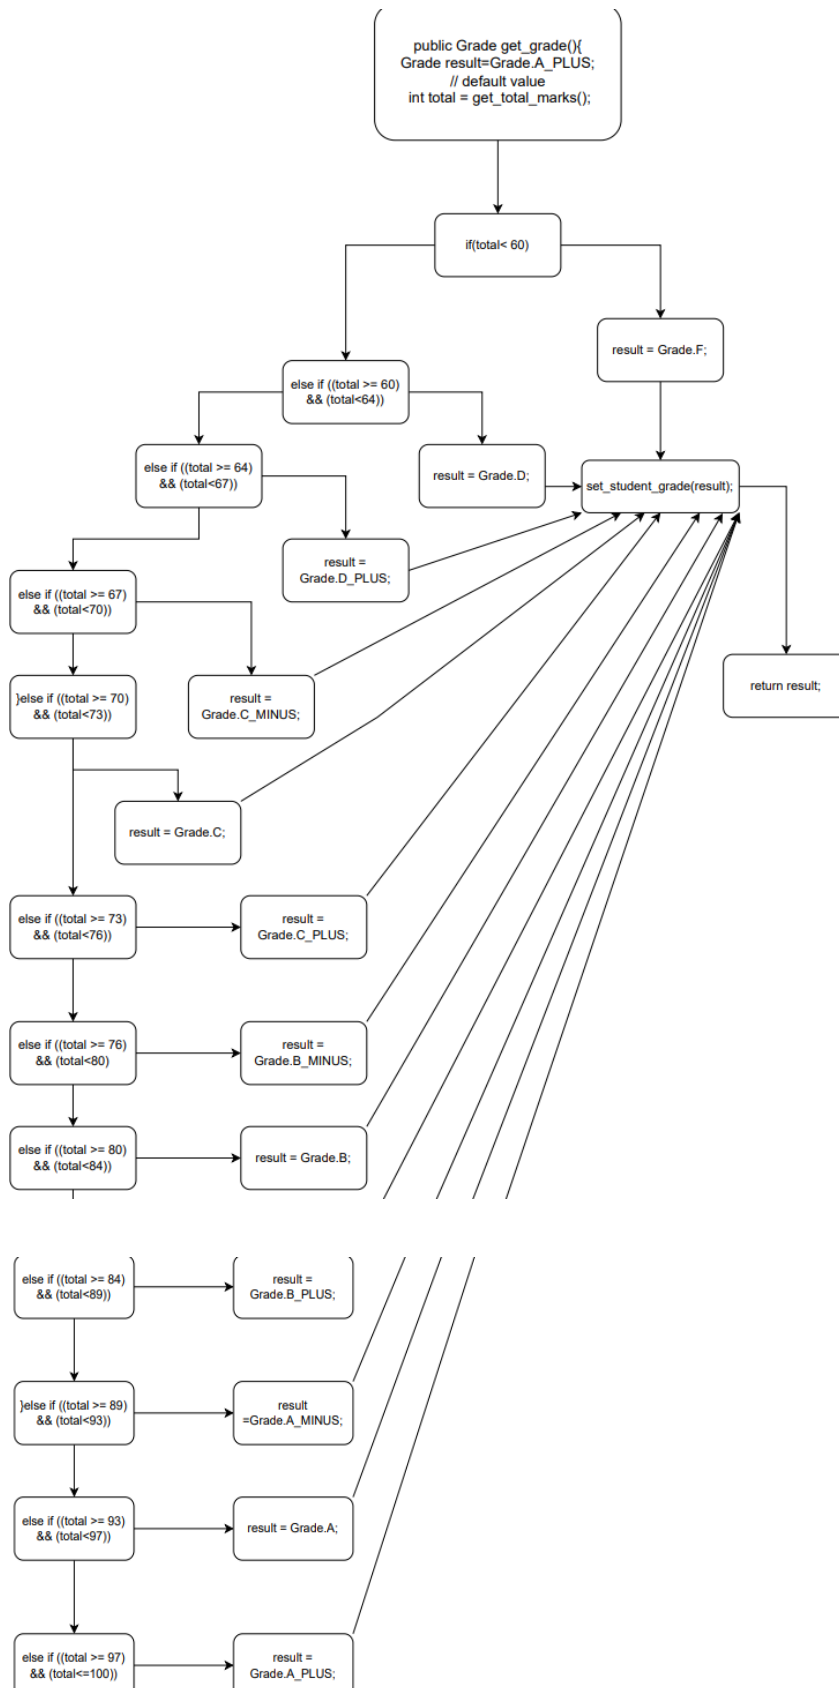 public Grade get_grade(){
Grade result=Grade.A_PLUS;
// default value
int total = get_total_marks();
if(total< 60)
result = Grade.F;
else if ((total >= 60)
&& (total<64))
result = Grade.D;
set_student_grade(result);
else if ((total >= 64)
&& (total<67))
result =
Grade.D_PLUS;
else if ((total >= 67)
&& (total<70))
result =
Grade.C_MINUS;
return result;
}else if ((total >= 70)
&& (total<73))
result = Grade.C;
else if ((total >= 73)
&& (total<76))
result =
Grade.C_PLUS;
else if ((total >= 76)
&& (total<80)
result =
Grade.B_MINUS;
else if ((total >= 80)
&& (total<84))
result = Grade.B;
else if ((total >= 84)
&& (total<89))
result =
Grade.B_PLUS;
}else if ((total >= 89)
&& (total<93))
result
=Grade.A_MINUS;
else if ((total >= 93)
&& (total<97))
result = Grade.A;
else if ((total >= 97)
&& (total<=100))
result =
Grade.A_PLUS;